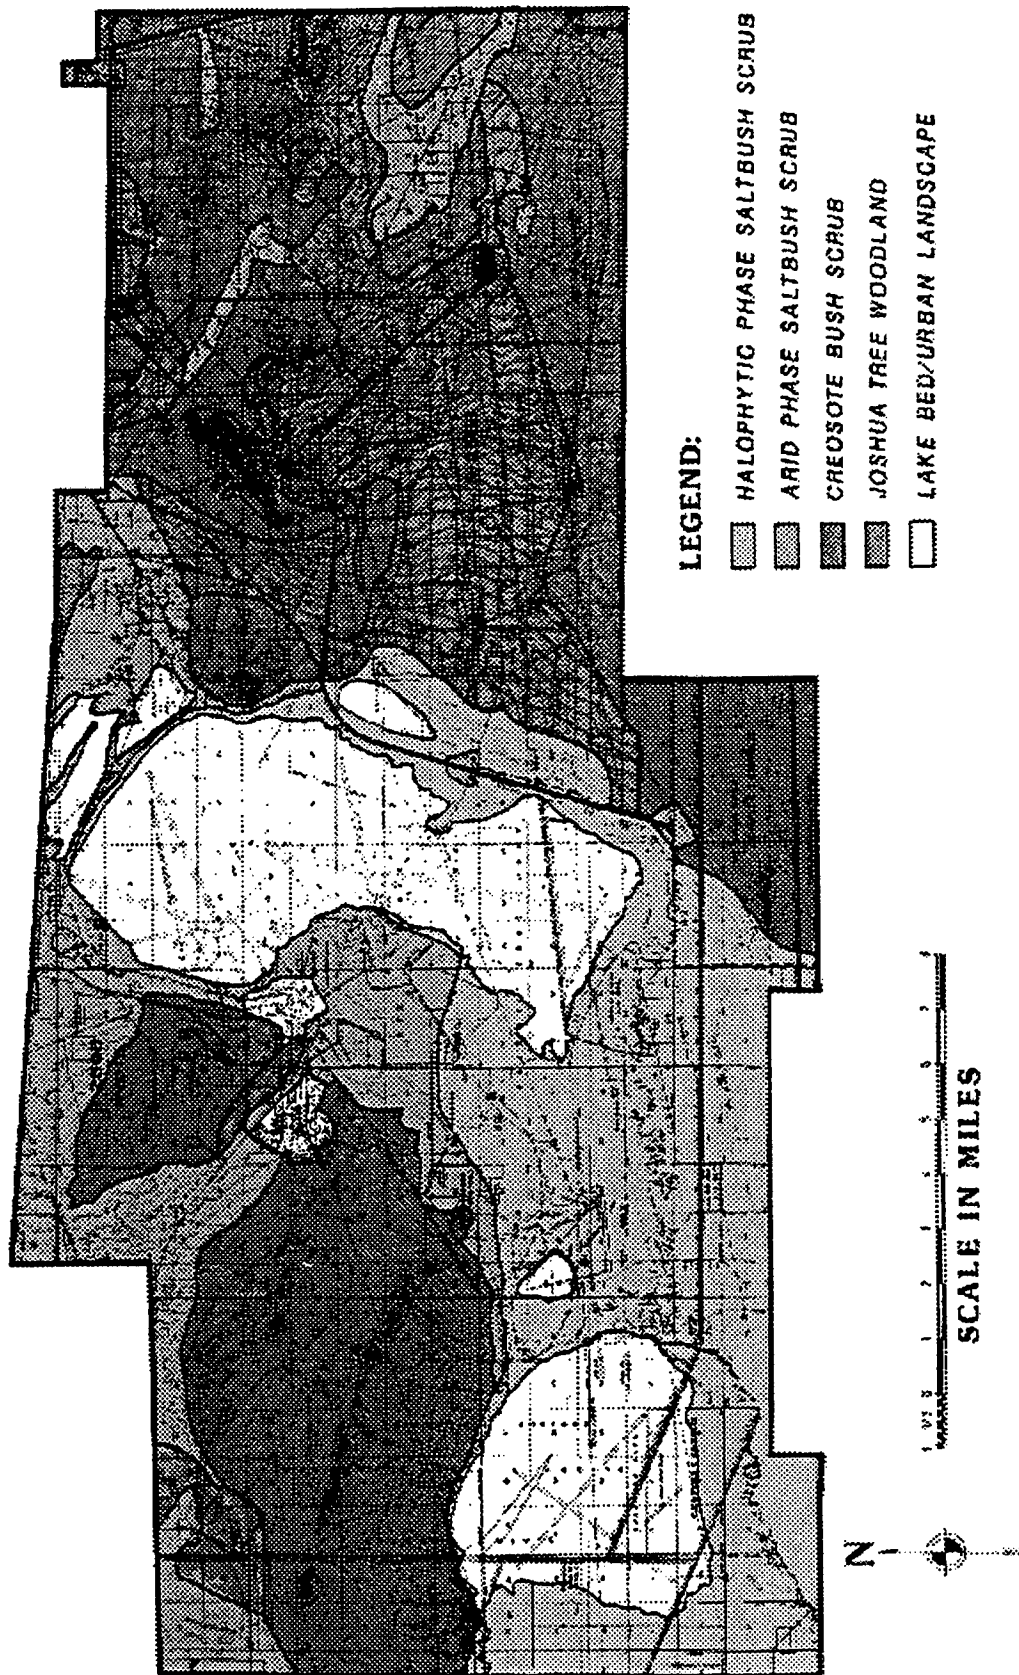 LEGEND:
HALOPHYTIC PHASE SALTBUSH SCRUB
ARID PHASE SALTBUSH SCRUB
CREOSOTE BUSH SCRUB
JOSHUA TREE WOODLAND
LAKE BED/URBAN LANDSCAPE
SCALE IN MILES
N